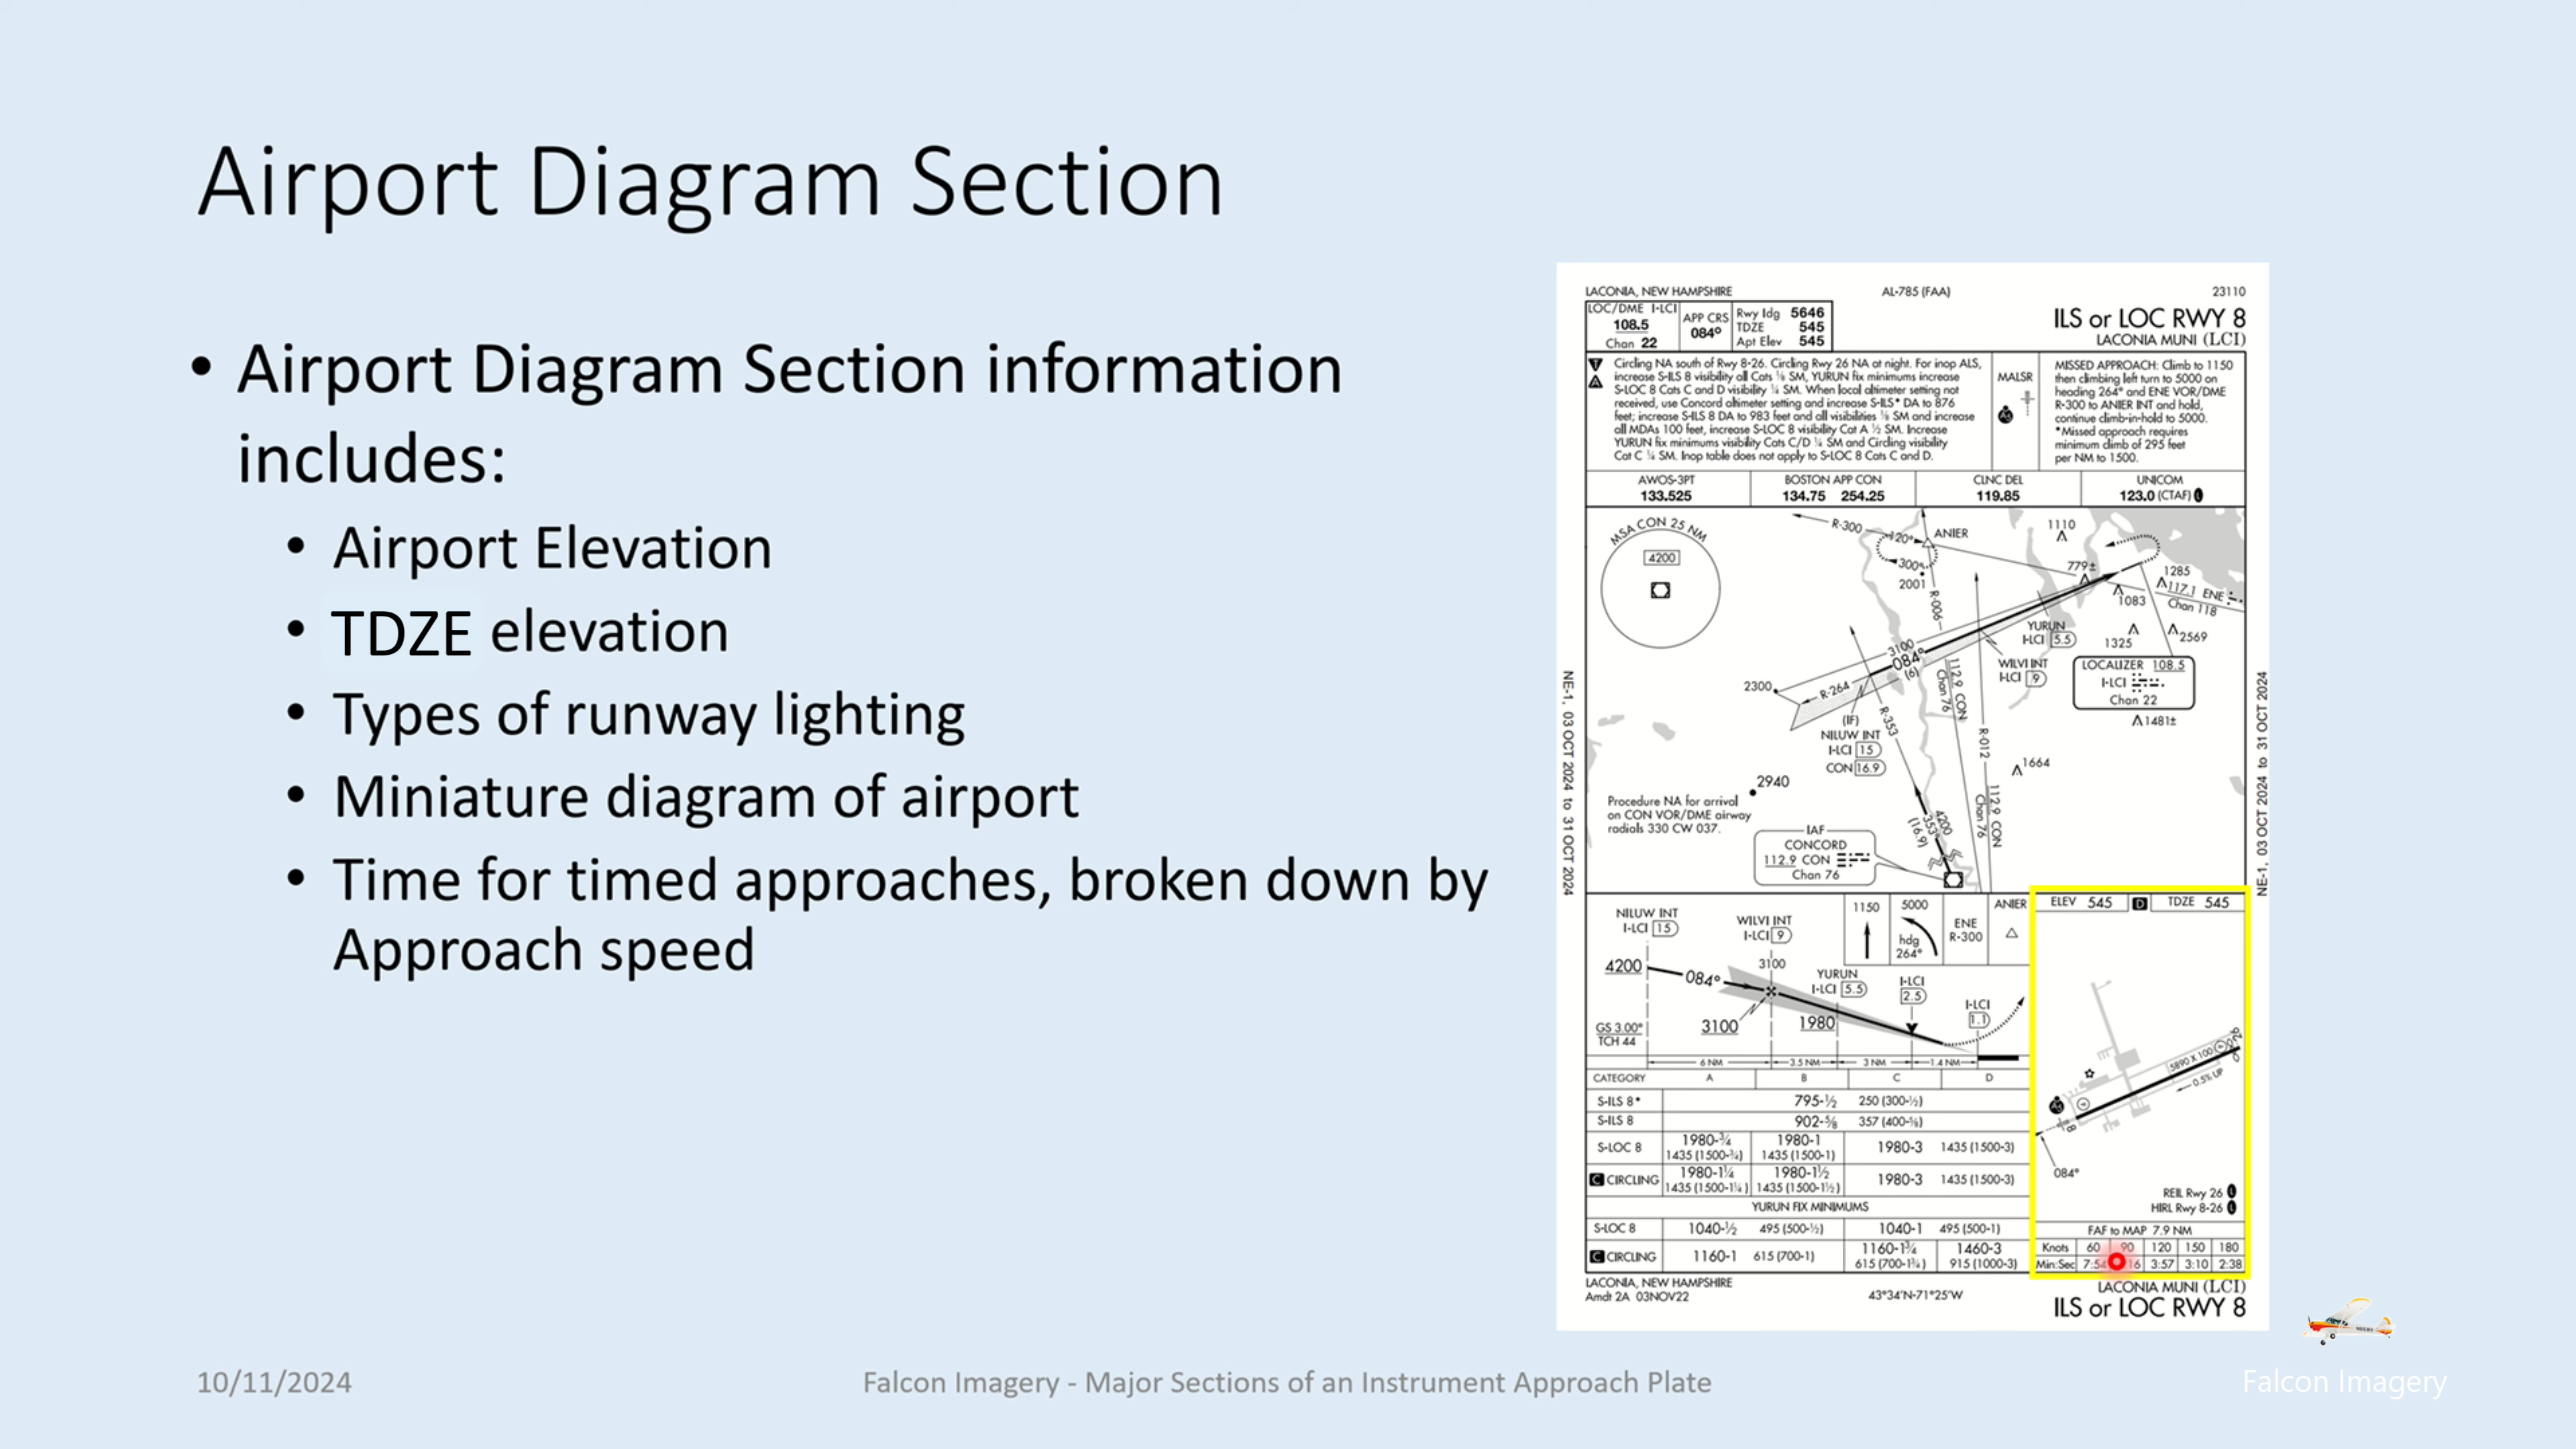 Airport Diagram Section
• Airport Diagram Section information
includes:
• Airport Elevation
• TDZE elevation
• Types of runway lighting
• Miniature diagram of airport
• Time for timed approaches, broken down by
Approach speed
LACONIA, NEW HAMPSHIRE
AL-785 (FAA)
23110
LOC/DME I-LCI
108.5
Chan 22
APP CRS
084°
Rwy ldg 5646
TDZE 545
Apt Elev 545
ILS or LOC RWY 8
LACONIA MUNI (LCI)
T
A
Circling NA south of Rwy 8-26. Circling Rwy 26 NA at night. For inop ALS,
increase S-ILS 8 visibility all Cats ⅛ SM, YURUN fix minimums increase
S-LOC 8 Cats C and D visibility ¼ SM. When local altimeter setting not
received, use Concord altimeter setting and increase S-ILS* DA to 876
feet; increase S-ILS 8 DA to 983 feet and all visibilities ⅛ SM and increase
all MDAs 100 feet, increase S-LOC 8 visibility Cat A ½ SM. Increase
YURUN fix minimums visibility Cats C/D ¼ SM and Circling visibility
Cat C ¼ SM. Inop table does not apply to S-LOC 8 Cats C and D.
MALSR
MISSED APPROACH: Climb to 1150
then climbing left turn to 5000 on
heading 264° and ENE VOR/DME
R-300 to ANIER INT and hold,
continue climb-in-hold to 5000.
*Missed approach requires
minimum climb of 295 feet
per NM to 1500.
AWOS-3PT
133.525
BOSTON APP CON
134.75 254.25
CLNC DEL
119.85
UNICOM
123.0 (CTAF) L
MSA CON 25 NM
4200
R-300
120°
300°
ANIER
2001
R-006
1110
779±
1285
117.1 ENE
Chan 118
1083
1325
2569
YURUN
I-LCI 5.5
WILVI INT
I-LCI 9
LOCALIZER 108.5
I-LCI
Chan 22
1481±
3100
084°
(6)
2300
R-264
(IF)
NILUW INT
I-LCI 15
CON 16.9
R-353
112.9 CON
Chan 76
R-012
1664
112.9 CON
Chan 76
2940
Procedure NA for arrival
on CON VOR/DME airway
radials 330 CW 037.
4200
353°
(16.9)
IAF
CONCORD
112.9 CON
Chan 76
NE-1, 03 OCT 2024 to 31 OCT 2024
NE-1, 03 OCT 2024 to 31 OCT 2024
NILUW INT
I-LCI 15
WILVI INT
I-LCI 9
1150
5000
hdg
264°
ENE
R-300
ANIER
4200
084°
3100
YURUN
I-LCI 5.5
I-LCI
2.5
I-LCI
1.1
3100
1980
GS 3.00°
TCH 44
6 NM
3.5 NM
3 NM
1.4 NM
CATEGORY A B C D
S-ILS 8* 795-½ 250 (300-½)
S-ILS 8 902-⅝ 357 (400-⅝)
S-LOC 8
1980-¾
1435 (1500-¾)
1980-1
1435 (1500-1)
1980-3 1435 (1500-3)
C CIRCLING
1980-1¼
1435 (1500-1¼)
1980-1½
1435 (1500-1½)
1980-3 1435 (1500-3)
YURUN FIX MINIMUMS
S-LOC 8 1040-½ 495 (500-½) 1040-1 495 (500-1)
C CIRCLING
1160-1 615 (700-1)
1160-1¾
615 (700-1¾)
1460-3
915 (1000-3)
ELEV 545 D TDZE 545
5890 X 100
0.5% UP
26
8
A5
084°
REIL Rwy 26 L
HIRL Rwy 8-26 L
FAF to MAP 7.9 NM
Knots 60 90 120 150 180
Min:Sec 3:57 3:10 2:38
LACONIA, NEW HAMPSHIRE
Amdt 2A 03NOV22
43°34'N-71°25'W
LACONIA MUNI (LCI)
ILS or LOC RWY 8
10/11/2024
Falcon Imagery - Major Sections of an Instrument Approach Plate
Falcon Imagery